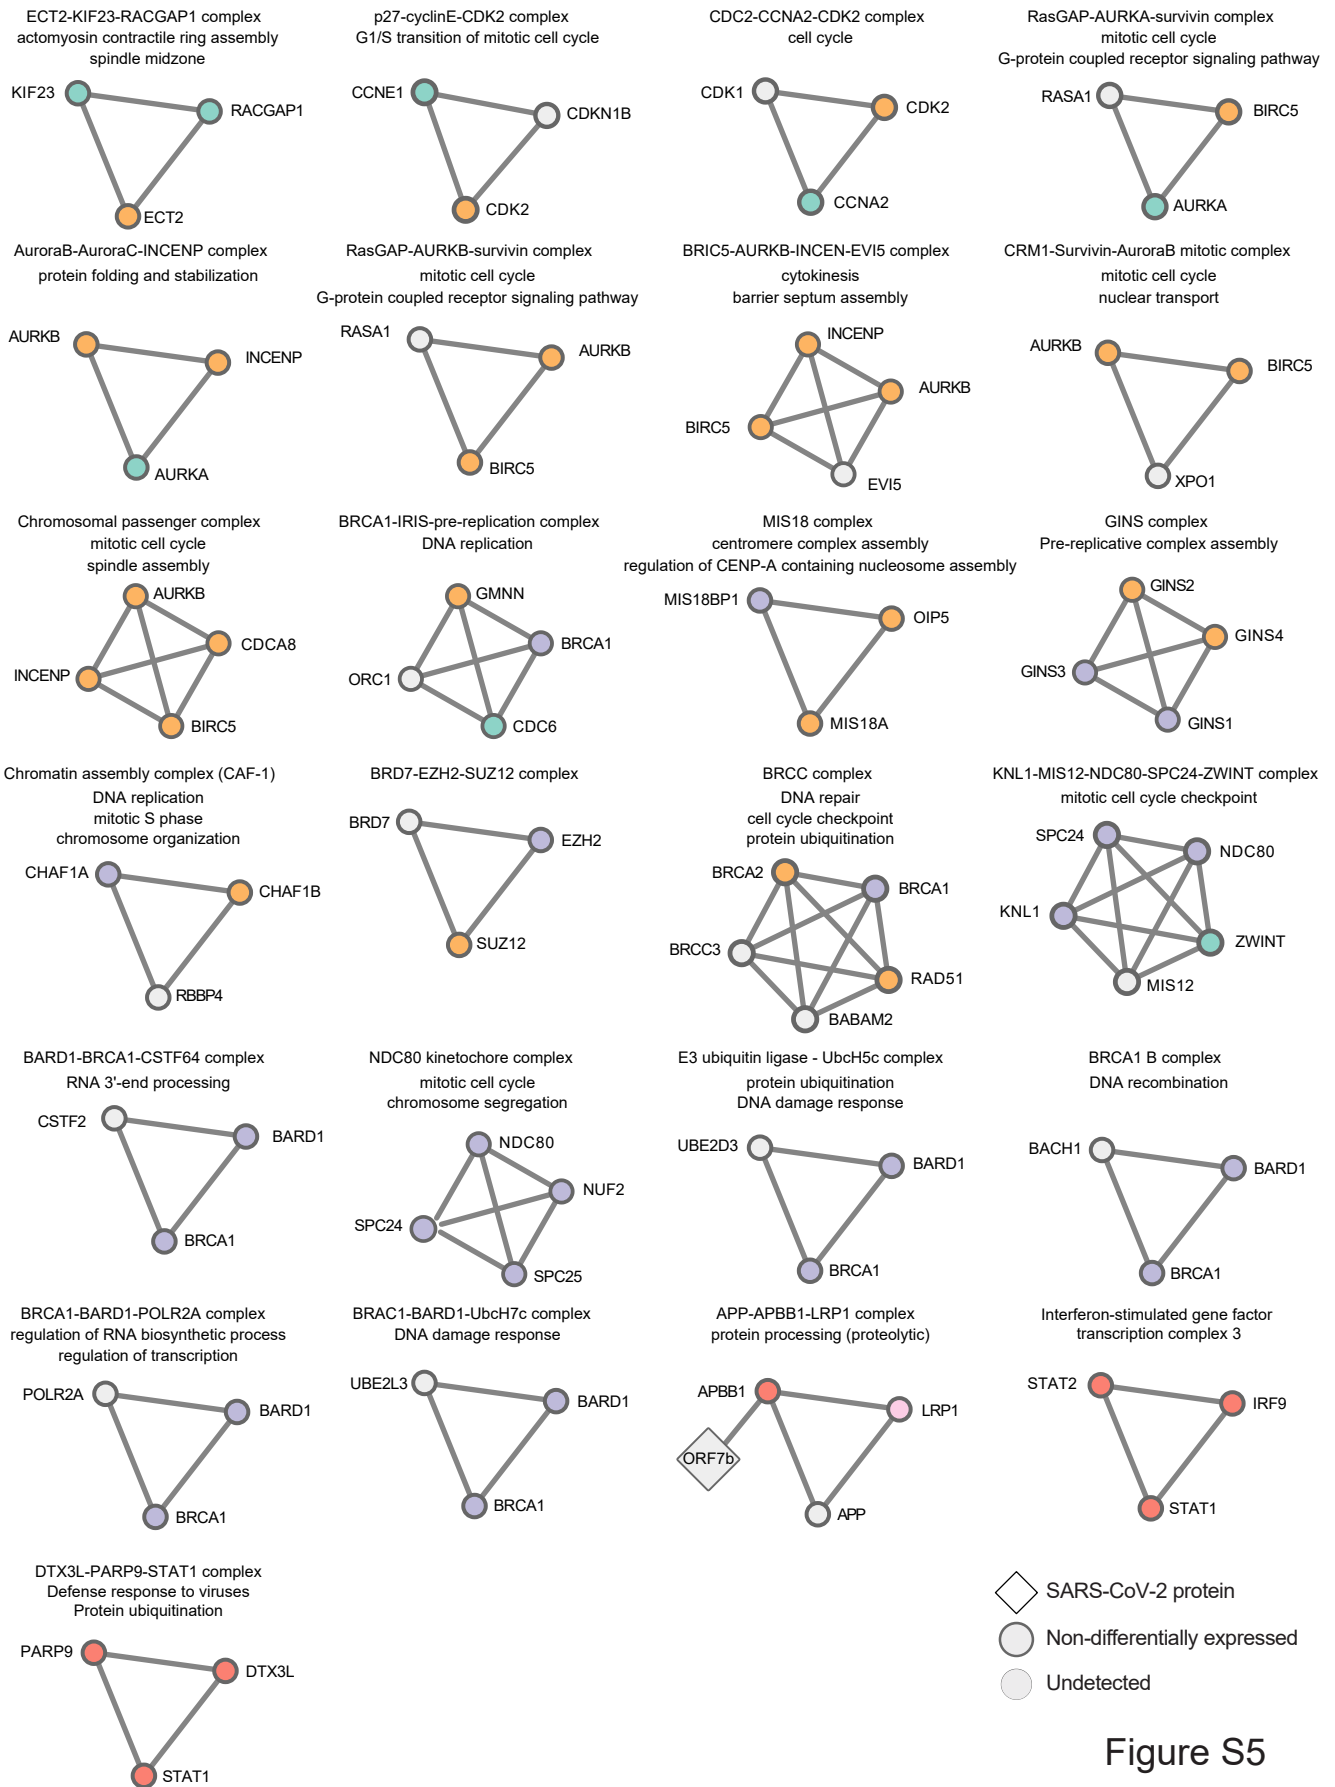 ECT2-KIF23-RACGAP1 complex
actomyosin contractile ring assembly
spindle midzone
KIF23
RACGAP1
ECT2
p27-cyclinE-CDK2 complex
G1/S transition of mitotic cell cycle
CCNE1
CDKN1B
CDK2
CDC2-CCNA2-CDK2 complex
cell cycle
CDK1
CDK2
CCNA2
RasGAP-AURKA-survivin complex
mitotic cell cycle
G-protein coupled receptor signaling pathway
RASA1
BIRC5
AURKA
AuroraB-AuroraC-INCENP complex
protein folding and stabilization
AURKB
INCENP
AURKA
RasGAP-AURKB-survivin complex
mitotic cell cycle
G-protein coupled receptor signaling pathway
RASA1
AURKB
BIRC5
BRIC5-AURKB-INCEN-EVI5 complex
cytokinesis
barrier septum assembly
INCENP
AURKB
BIRC5
EVI5
CRM1-Survivin-AuroraB mitotic complex
mitotic cell cycle
nuclear transport
AURKB
BIRC5
XPO1
Chromosomal passenger complex
mitotic cell cycle
spindle assembly
AURKB
CDCA8
INCENP
BIRC5
BRCA1-IRIS-pre-replication complex
DNA replication
GMNN
BRCA1
ORC1
CDC6
MIS18 complex
centromere complex assembly
regulation of CENP-A containing nucleosome assembly
MIS18BP1
OIP5
MIS18A
GINS complex
Pre-replicative complex assembly
GINS2
GINS4
GINS3
GINS1
Chromatin assembly complex (CAF-1)
DNA replication
mitotic S phase
chromosome organization
CHAF1A
CHAF1B
RBBP4
BRD7-EZH2-SUZ12 complex
BRD7
EZH2
SUZ12
BRCC complex
DNA repair
cell cycle checkpoint
protein ubiquitination
BRCA2
BRCA1
BRCC3
RAD51
BABAM2
KNL1-MIS12-NDC80-SPC24-ZWINT complex
mitotic cell cycle checkpoint
SPC24
NDC80
KNL1
ZWINT
MIS12
BARD1-BRCA1-CSTF64 complex
RNA 3'-end processing
CSTF2
BARD1
BRCA1
NDC80 kinetochore complex
mitotic cell cycle
chromosome segregation
NDC80
NUF2
SPC24
SPC25
E3 ubiquitin ligase - UbcH5c complex
protein ubiquitination
DNA damage response
UBE2D3
BARD1
BRCA1
BRCA1 B complex
DNA recombination
BACH1
BARD1
BRCA1
BRCA1-BARD1-POLR2A complex
regulation of RNA biosynthetic process
regulation of transcription
POLR2A
BARD1
BRCA1
BRAC1-BARD1-UbcH7c complex
DNA damage response
UBE2L3
BARD1
BRCA1
APP-APBB1-LRP1 complex
protein processing (proteolytic)
APBB1
LRP1
ORF7b
APP
Interferon-stimulated gene factor
transcription complex 3
STAT2
IRF9
STAT1
DTX3L-PARP9-STAT1 complex
Defense response to viruses
Protein ubiquitination
PARP9
DTX3L
STAT1
SARS-CoV-2 protein
Non-differentially expressed
Undetected
Figure S5